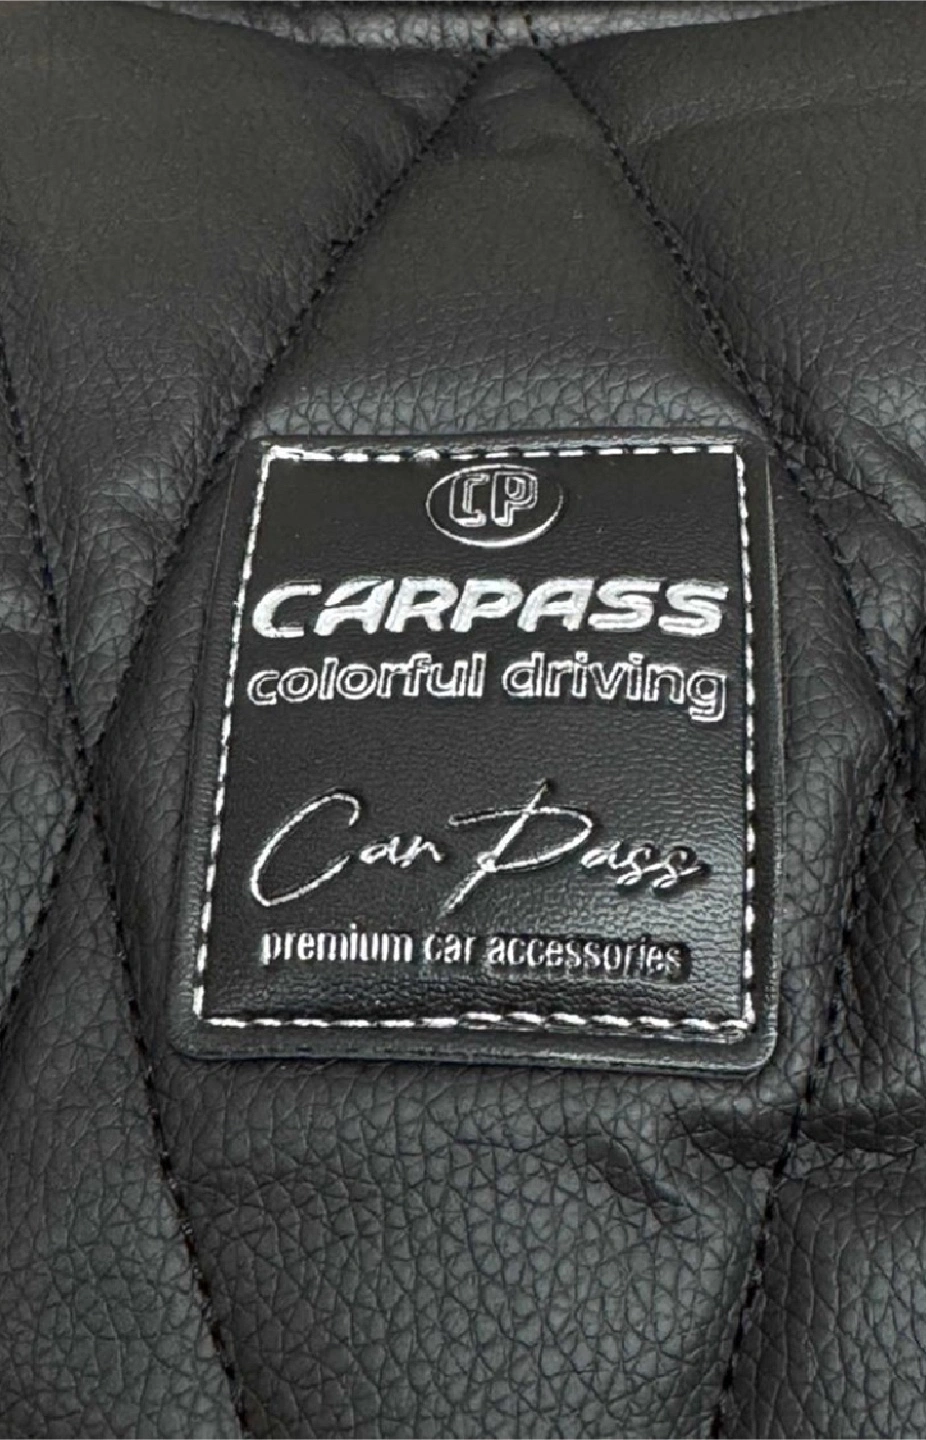 CP
CARPASS
colorful driving
Car Pass
premium car accessories